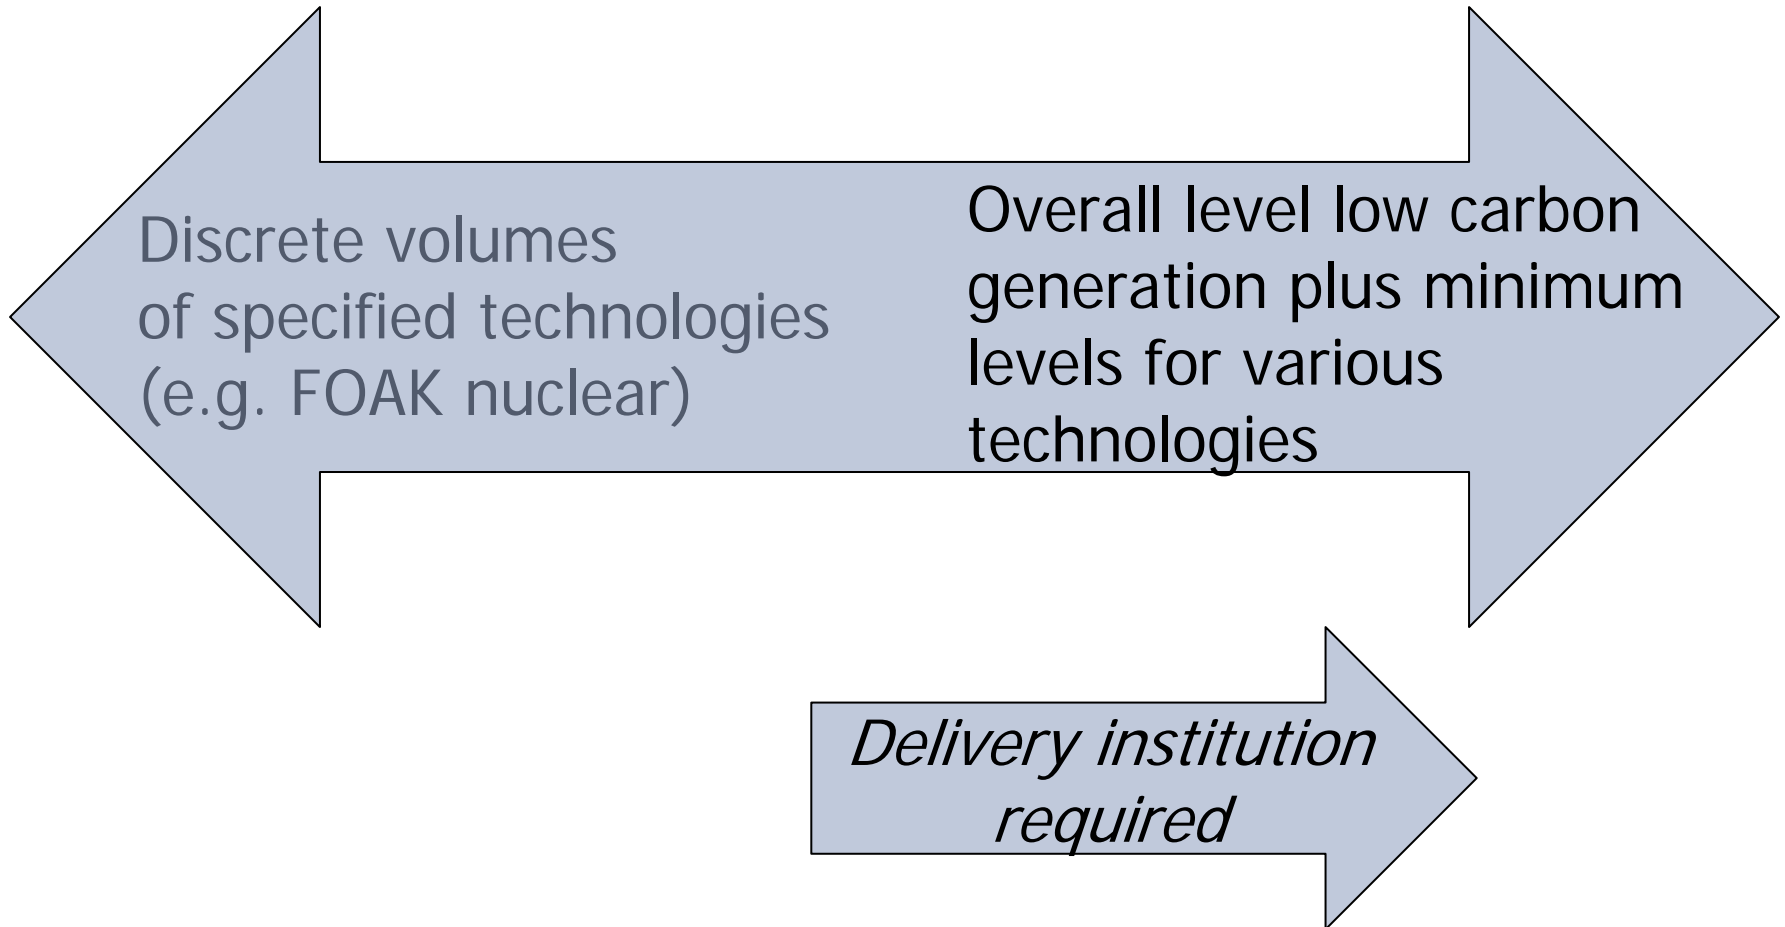 Discrete volumes
of specified technologies
(e.g. FOAK nuclear)
Overall level low carbon
generation plus minimum
levels for various
technologies
Delivery institution
required